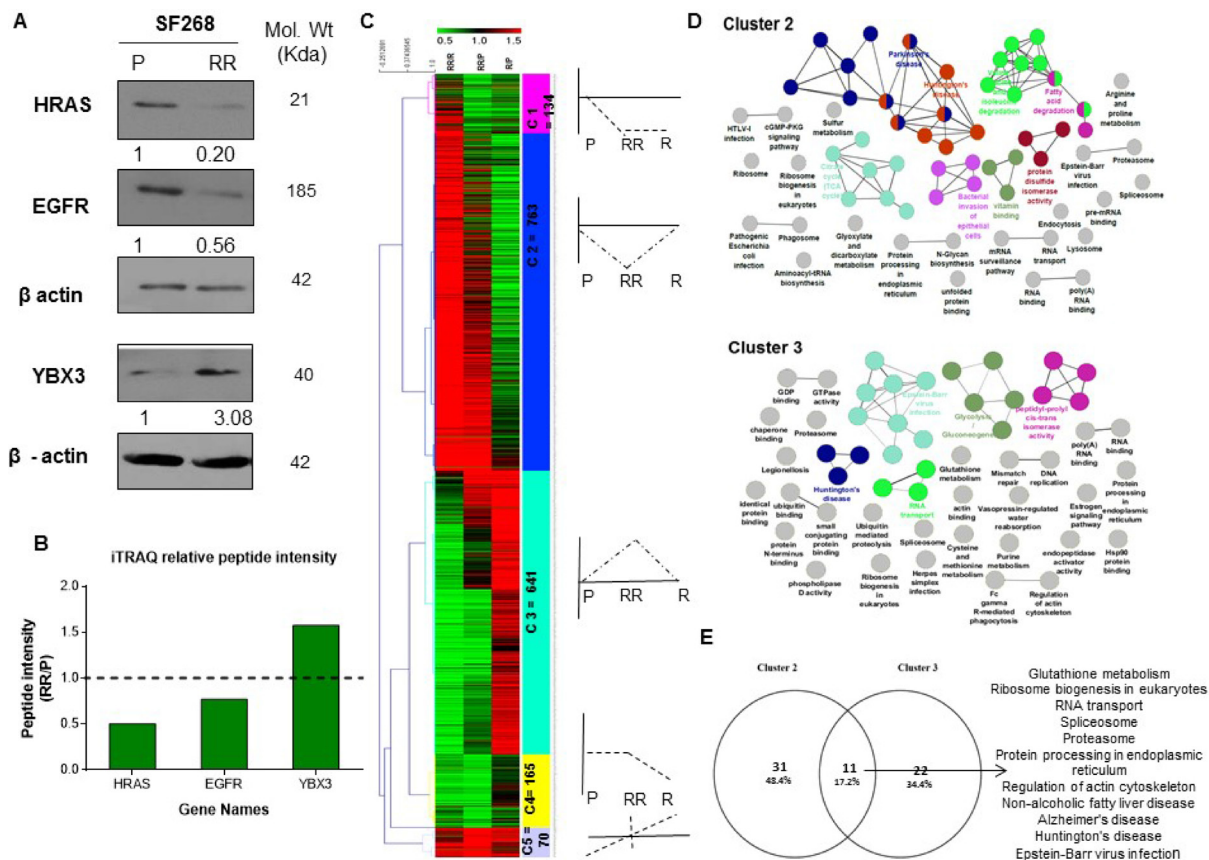 A
SF268
P RR
Mol. Wt
(Kda)
HRAS
21
1 0.20
EGFR
185
1 0.56
β actin
42
YBX3
40
1 3.08
β - actin
42
B
iTRAQ relative peptide intensity
Peptide intensity
(RR/P)
2.0
1.5
1.0
0.5
0.0
HRAS EGFR YBX3
Gene Names
C
0.5 1.0 1.5
1.0
RR/R RR/P R/P
C 1
= 134
C 2 = 763
C 3 = 641
C4= 165
C5 =
70
P RR R
P RR R
P RR R
P RR R
D
Cluster 2
Parkinson's
disease
Huntington's
disease
isoleucine
degradation
Fatty
acid
degradation
Arginine
and
proline
metabolism
HTLV-I
infection
cGMP-PKG
signaling
pathway
Sulfur
metabolism
Ribosome
Ribosome
biogenesis
in
eukaryotes
Citrate
cycle
(TCA
cycle)
Bacterial
invasion
of
epithelial
cells
vitamin
binding
protein
disulfide
isomerase
activity
Epstein-Barr
virus
infection
Proteasome
Spliceosome
Endocytosis
pre-mRNA
binding
Pathogenic
Escherichia
coli
infection
Phagosome
Aminoacyl-tRNA
biosynthesis
Glyoxylate
and
dicarboxylate
metabolism
Protein
processing
in
endoplasmic
reticulum
N-Glycan
biosynthesis
unfolded
protein
binding
mRNA
surveillance
pathway
RNA
transport
Lysosome
RNA
binding
poly(A)
RNA
binding
Cluster 3
GDP
binding
GTPase
activity
Epstein-Barr
virus
infection
Glycolysis
/
Gluconeogenesis
peptidyl-prolyl
cis-trans
isomerase
activity
chaperone
binding
Proteasome
Legionellosis
Huntington's
disease
RNA
transport
Glutathione
metabolism
Mismatch
repair
DNA
replication
poly(A)
RNA
binding
RNA
binding
Protein
processing
in
endoplasmic
reticulum
identical
protein
binding
ubiquitin
binding
small
conjugating
protein
binding
Ubiquitin
mediated
proteolysis
Spliceosome
actin
binding
Vasopressin-regulated
water
reabsorption
Estrogen
signaling
pathway
protein
N-terminus
binding
phospholipase
D activity
Ribosome
biogenesis
in
eukaryotes
Herpes
simplex
infection
Cysteine
and
methionine
metabolism
Purine
metabolism
endopeptidase
activator
activity
Hsp90
protein
binding
Fc
gamma
R-mediated
phagocytosis
Regulation
of
actin
cytoskeleton
E
Cluster 2 Cluster 3
31
48.4%
11
17.2%
22
34.4%
Glutathione metabolism
Ribosome biogenesis in eukaryotes
RNA transport
Spliceosome
Proteasome
Protein processing in endoplasmic
reticulum
Regulation of actin cytoskeleton
Non-alcoholic fatty liver disease
Alzheimer's disease
Huntington's disease
Epstein-Barr virus infection